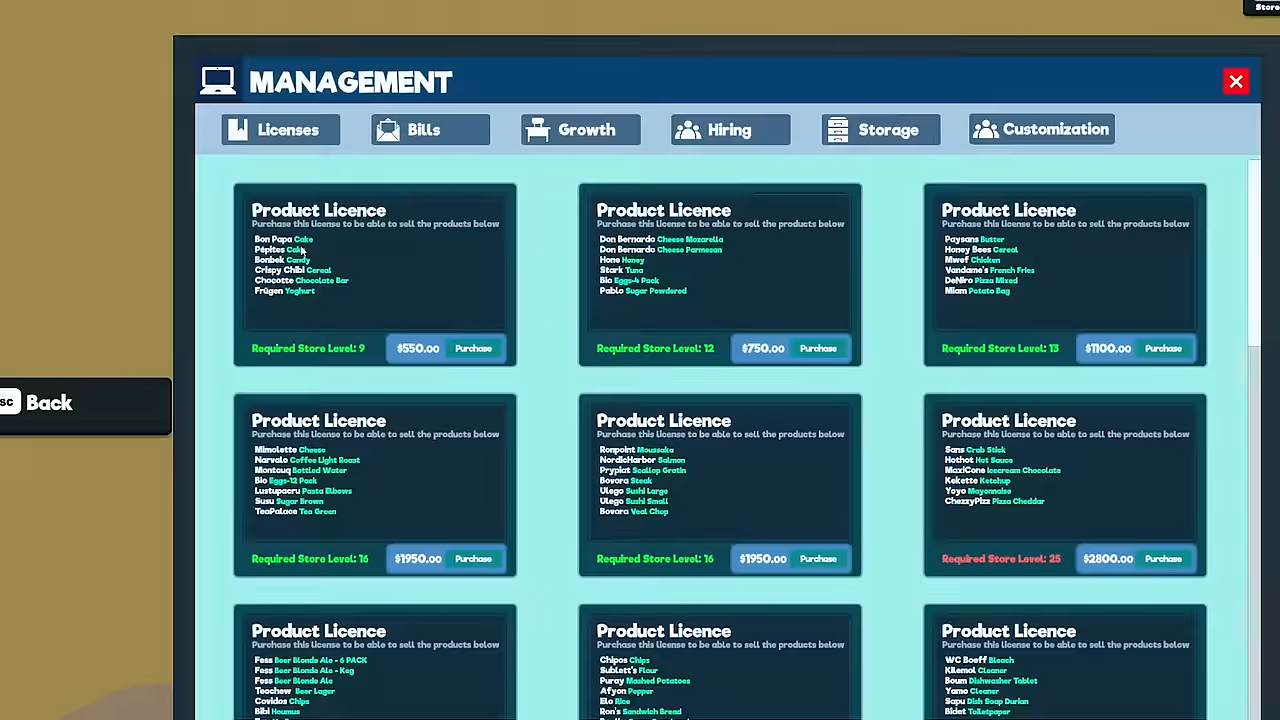 Store
MANAGEMENT
Licenses
Bills
Growth
Hiring
Storage
Customization
Product Licence
Purchase this license to be able to sell the products below
Bon Papa Cake
Pépites Cake
Bonbek Candy
Crispy Chibi Cereal
Chocotte Chocolate Bar
Frügen Yoghurt
Required Store Level: 9
$550.00
Purchase
Product Licence
Purchase this license to be able to sell the products below
Don Bernardo Cheese Mozarella
Don Bernardo Cheese Parmesan
Hone Honey
Stark Tuna
Bio Eggs-4 Pack
Pablo Sugar Powdered
Required Store Level: 12
$750.00
Purchase
Product Licence
Purchase this license to be able to sell the products below
Paysans Butter
Honey Bees Cereal
Mwef Chicken
Vandame's French Fries
DeNiro Pizza Mixed
Miam Potato Bag
Required Store Level: 13
$1100.00
Purchase
sc Back
Product Licence
Purchase this license to be able to sell the products below
Mimolette Cheese
Narvalo Coffee Light Roast
Montcuq Bottled Water
Bio Eggs-12 Pack
Lustupacru Pasta Elbows
Susu Sugar Brown
TeaPalace Tea Green
Required Store Level: 16
$1950.00
Purchase
Product Licence
Purchase this license to be able to sell the products below
Ronpoint Moussaka
NordicHarbor Salmon
Prypiat Scallop Gratin
Bovara Steak
Ulego Sushi Large
Ulego Sushi Small
Bovara Veal Chop
Required Store Level: 16
$1950.00
Purchase
Product Licence
Purchase this license to be able to sell the products below
Sans Crab Stick
Hothot Hot Sauce
MaxiCone Icecream Chocolate
Kekette Ketchup
Yoyo Mayonnaise
ChezzyPizz Pizza Cheddar
Required Store Level: 25
$2800.00
Purchase
Product Licence
Purchase this license to be able to sell the products below
Fess Beer Blonde Ale - 6 PACK
Fess Beer Blonde Ale - Keg
Fess Beer Blonde Ale
Teochew Beer Lager
Covidos Chips
Bibi Houmus
Product Licence
Purchase this license to be able to sell the products below
Chipos Chips
Sublett's Flour
Puray Mashed Potatoes
Afyon Pepper
Elo Rice
Ron's Sandwich Bread
Product Licence
Purchase this license to be able to sell the products below
WC Boeff Bleach
Kilemol Cleaner
Boum Dishwasher Tablet
Yamo Cleaner
Sapu Dish Soap Durian
Bidet Toiletpaper